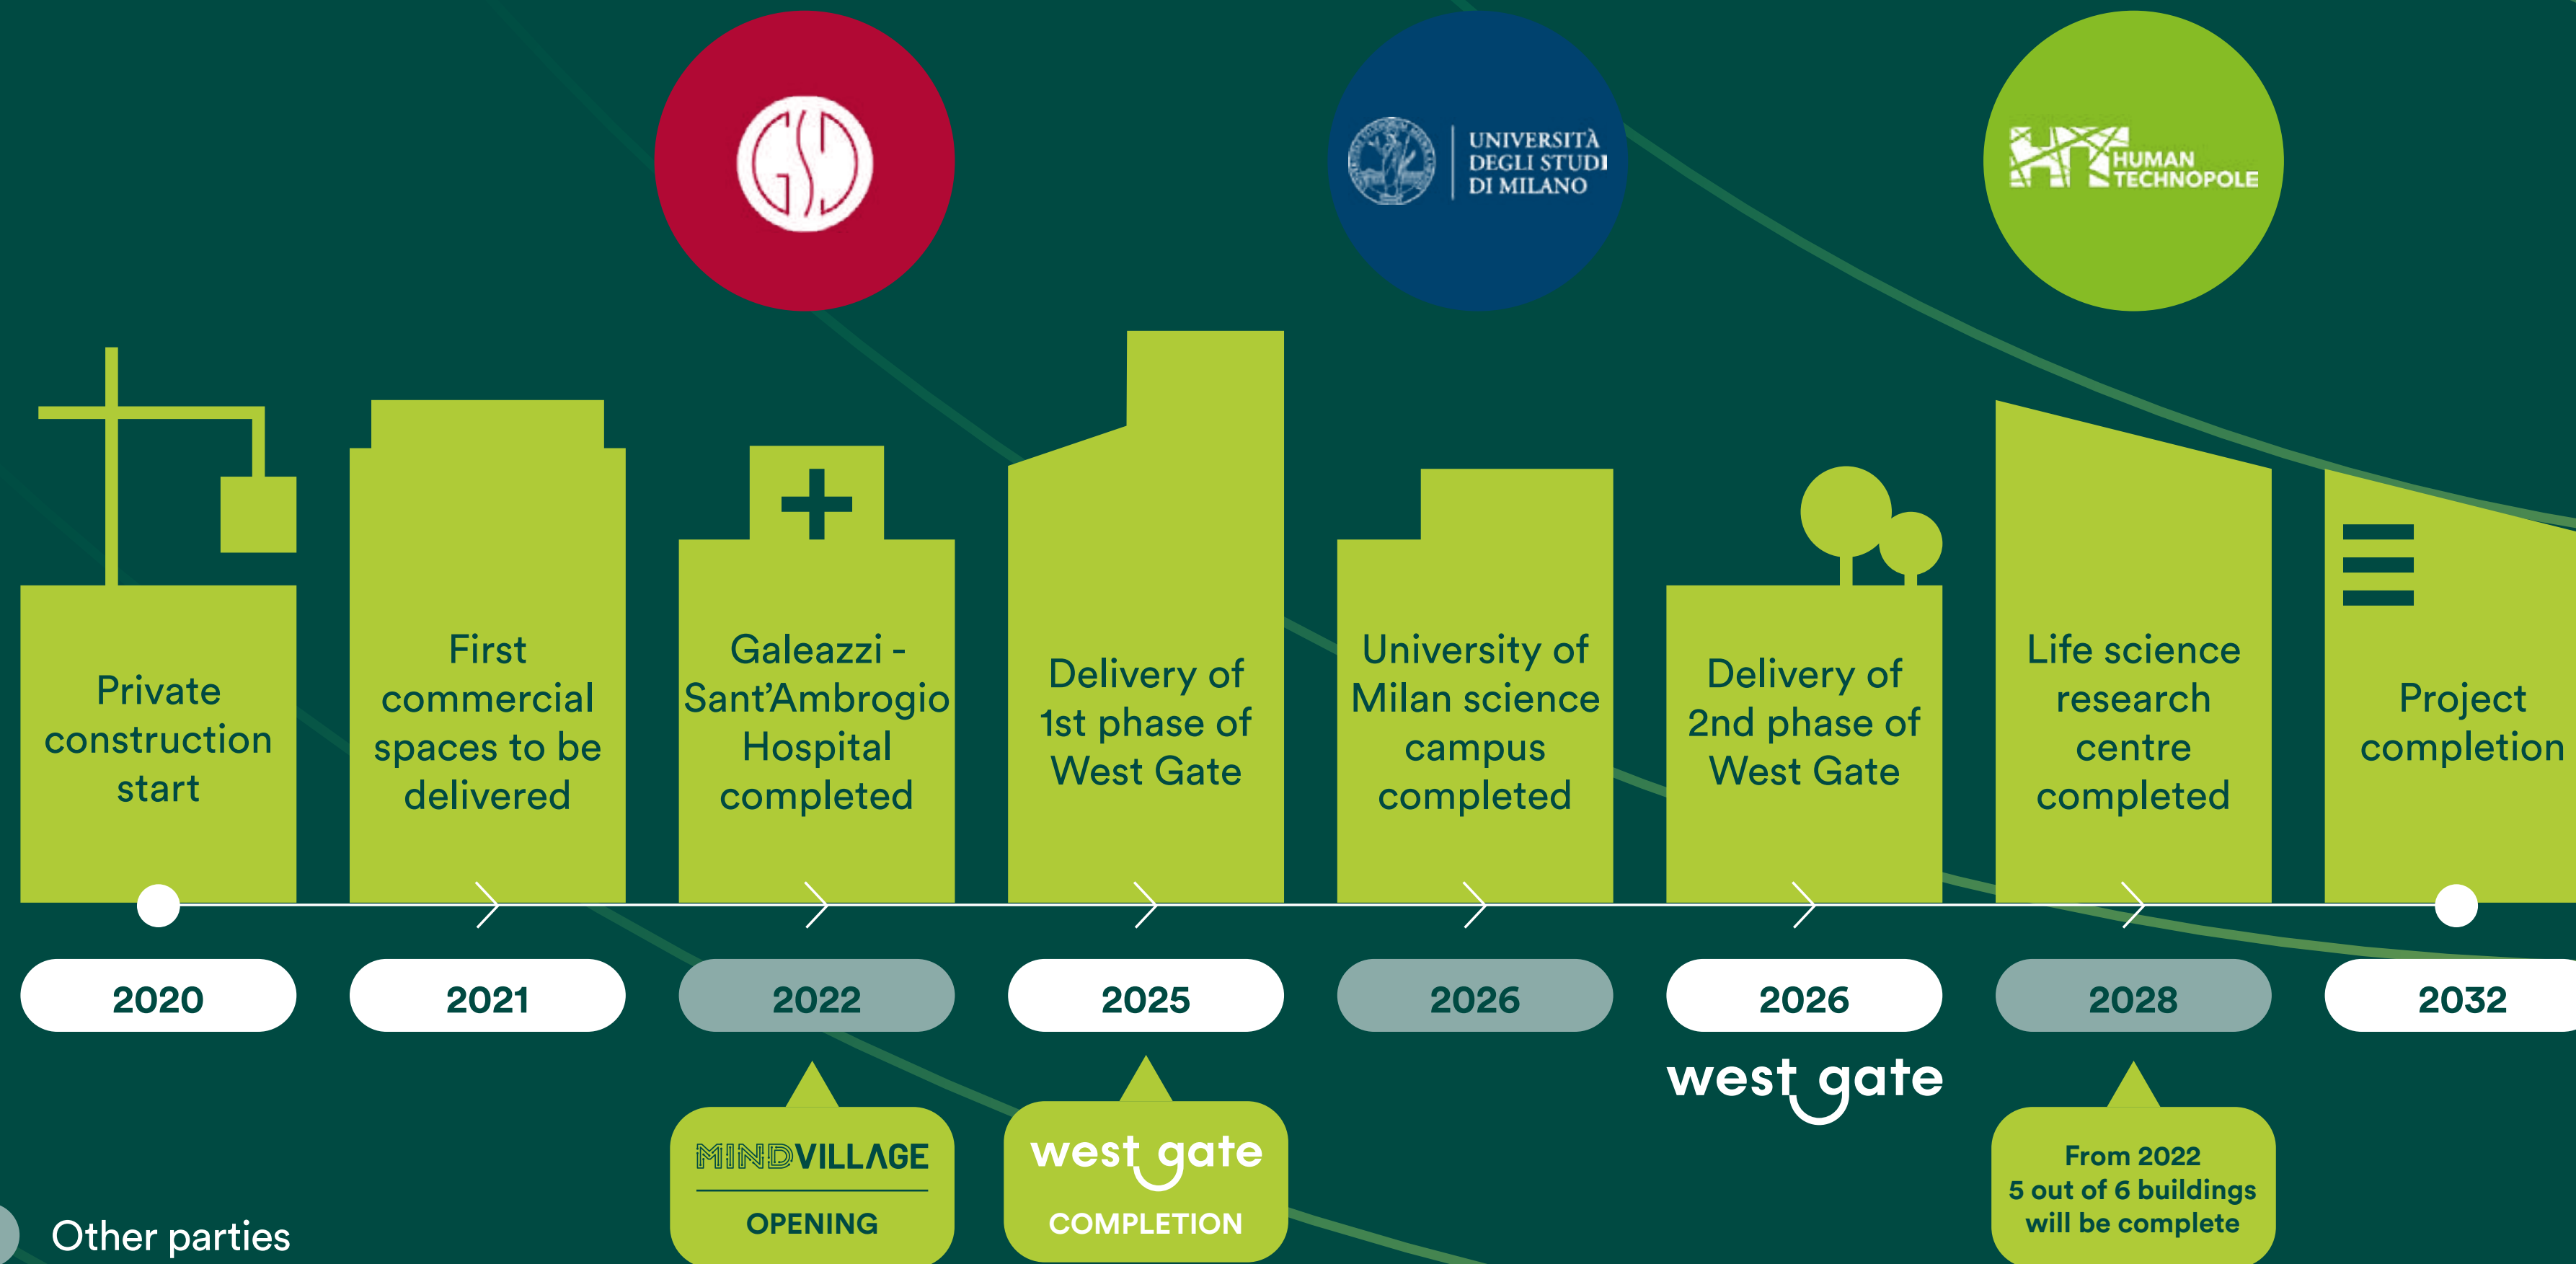 GSD
UNIVERSITÀ
DEGLI STUDI
DI MILANO
HT HUMAN
TECHNOPOLE
Private
construction
start
First
commercial
spaces to be
delivered
Galeazzi -
Sant'Ambrogio
Hospital
completed
Delivery of
1st phase of
West Gate
University of
Milan science
campus
completed
Delivery of
2nd phase of
West Gate
Life science
research
centre
completed
Project
completion
2020
2021
2022
2025
2026
2026
2028
2032
MINDVILLAGE
OPENING
west gate
COMPLETION
west gate
From 2022
5 out of 6 buildings
will be complete
Other parties